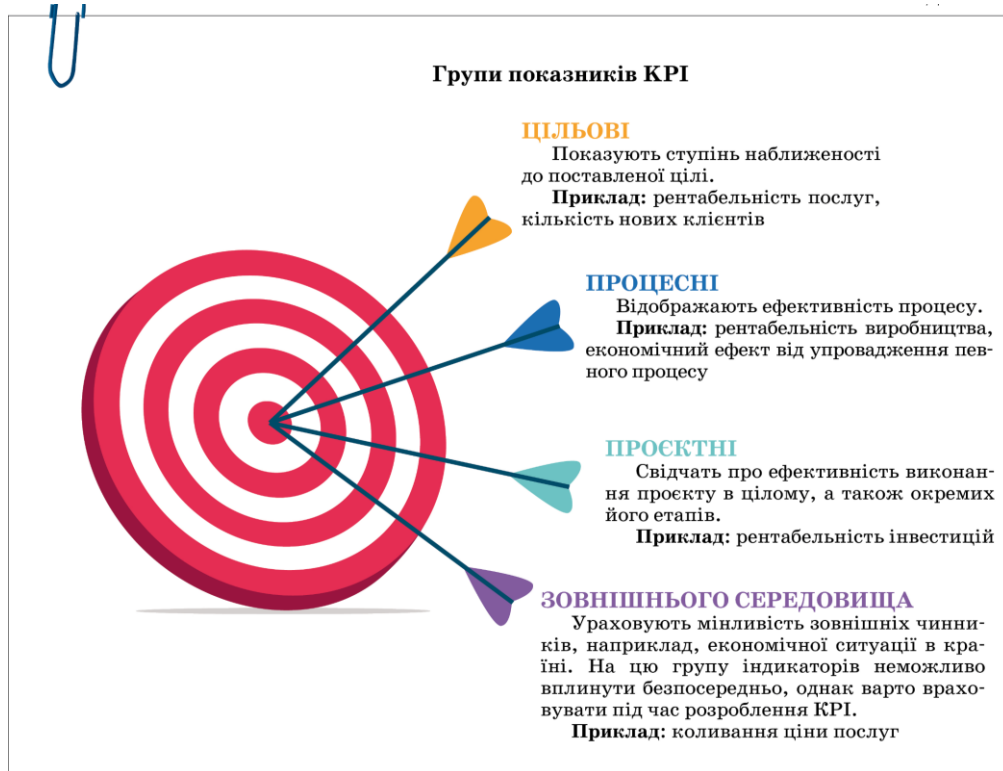 Групи показників KPI
ЦІЛЬОВІ
Показують ступінь наближеності
до поставленої цілі.
Приклад: рентабельність послуг,
кількість нових клієнтів
ПРОЦЕСНІ
Відображають ефективність процесу.
Приклад: рентабельність виробництва,
економічний ефект від упровадження пев-
ного процесу
ПРОЄКТНІ
Свідчать про ефективність виконан-
ня проєкту в цілому, а також окремих
його етапів.
Приклад: рентабельність інвестицій
ЗОВНІШНЬОГО СЕРЕДОВИЩА
Ураховують мінливість зовнішніх чинни-
ків, наприклад, економічної ситуації в кра-
їні. На цю групу індикаторів неможливо
вплинути безпосередньо, однак варто врахо-
вувати під час розроблення KPI.
Приклад: коливання ціни послуг